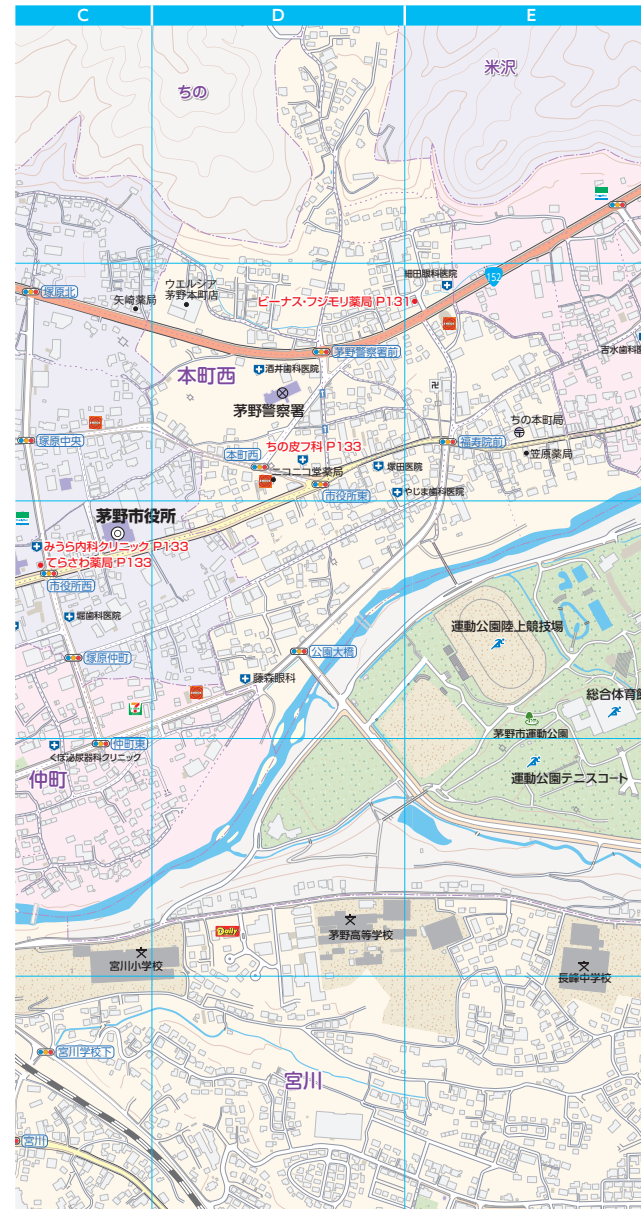 C D E
米沢
ちの
152
細田眼科医院
ウエルシア
茅野本町店
ビーナス・フジモリ薬局 P131
塚原北
矢崎薬局
茅野警察署前
吉水歯科医
酒井歯科医院
本町西
卍
茅野警察署
ちの本町局
塚原中央
ちの皮フ科 P133
福寿院前
本町西
笠原薬局
塚田医院
ニコニコ堂薬局
市役所東
やじま歯科医院
茅野市役所
みうら内科クリニック P133
てらさわ薬局 P133
市役所西
堀歯科医院
運動公園陸上競技場
公園大橋
塚原仲町
藤森眼科
総合体育館
7
茅野市運動公園
仲町東
くぼ泌尿器科クリニック
仲町
運動公園テニスコート
Daily
茅野高等学校
宮川小学校
長峰中学校
宮川学校下
宮川
宮川